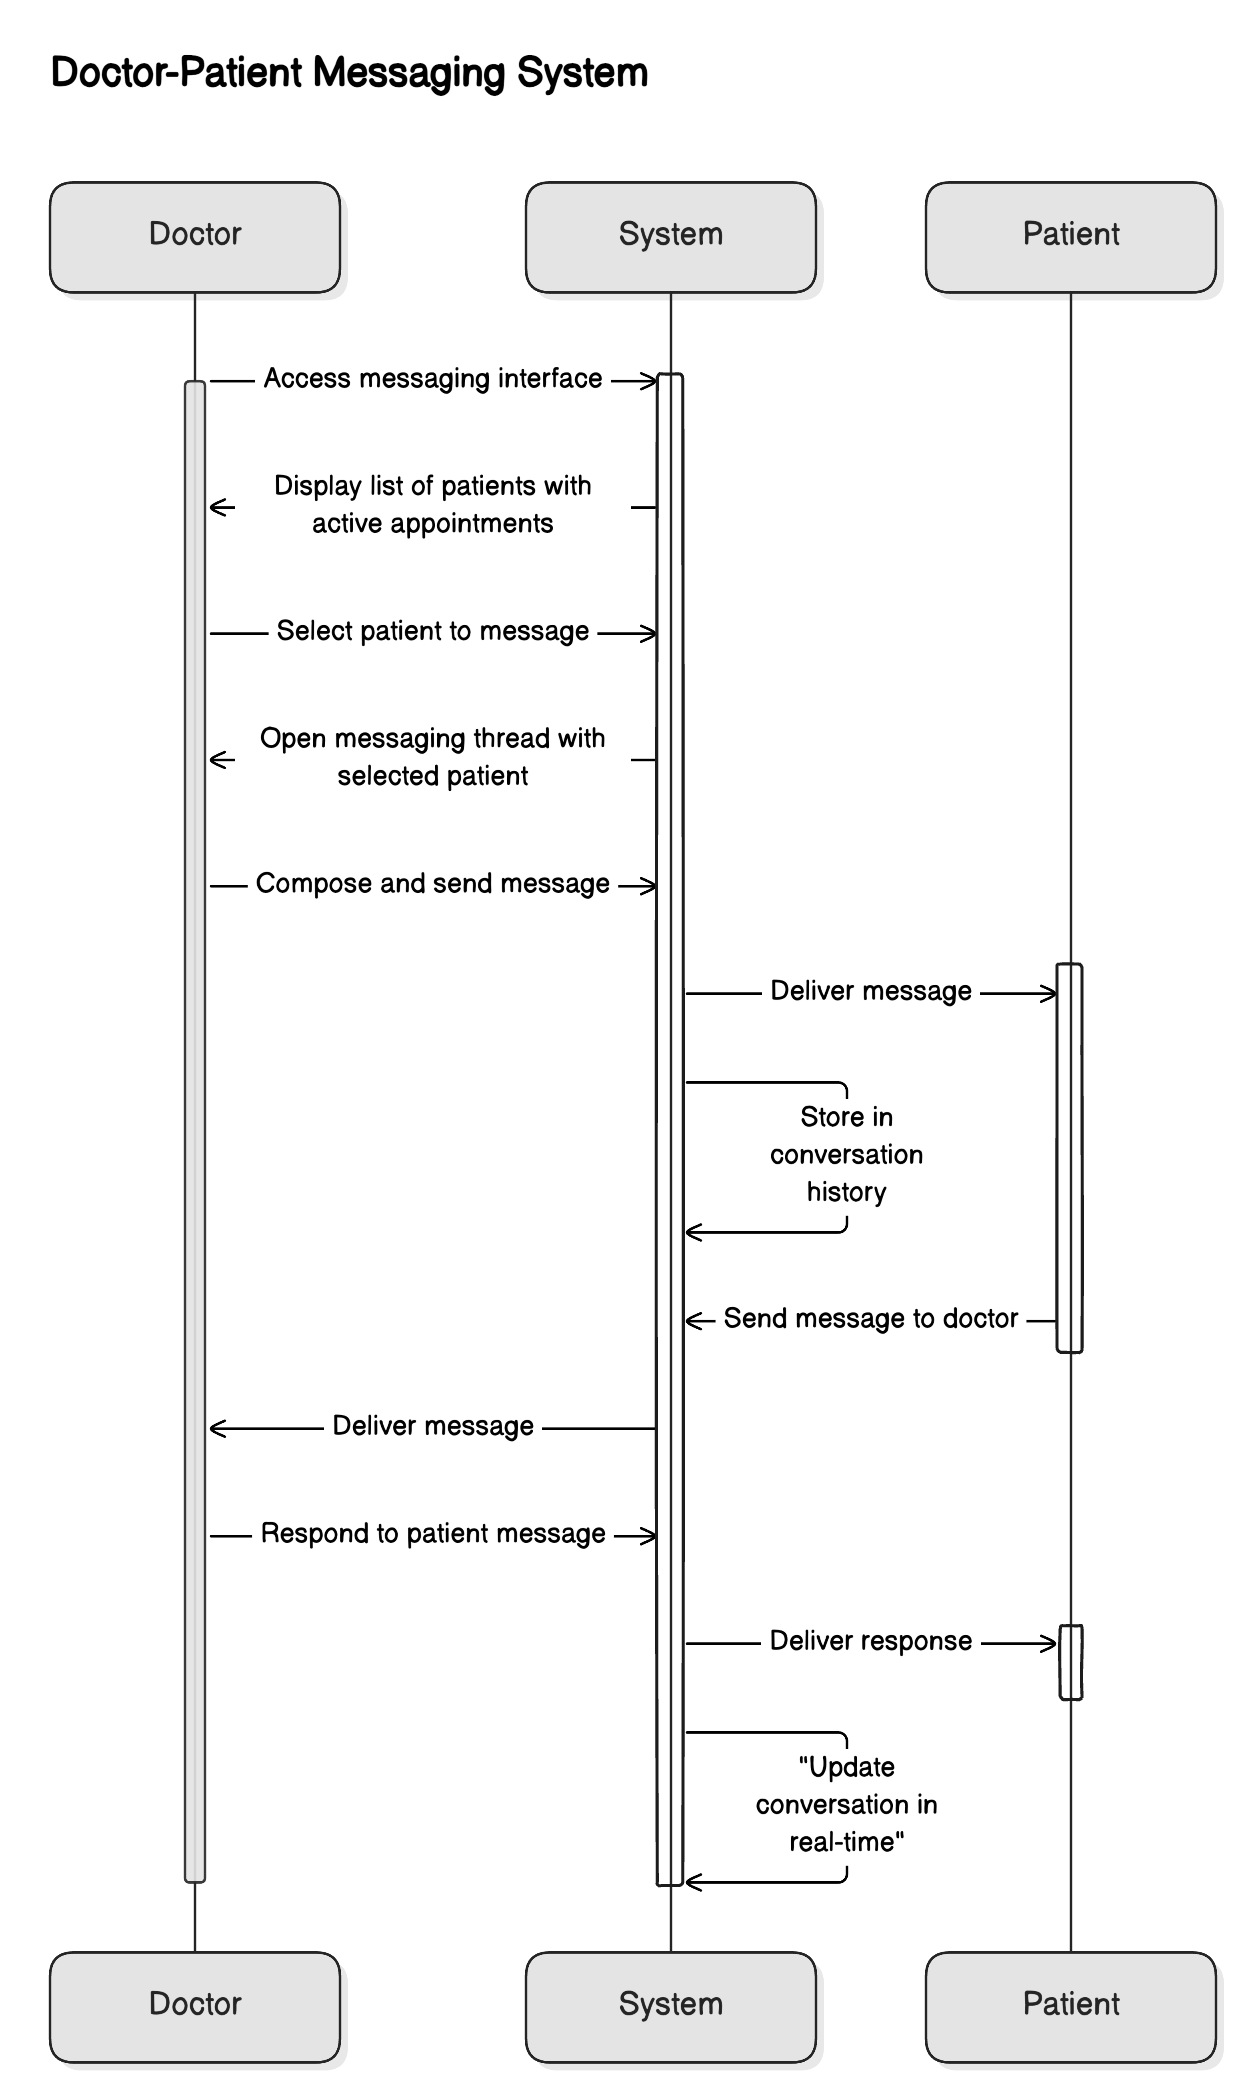 Doctor-Patient Messaging System
Doctor
System
Patient
Access messaging interface
Display list of patients with
active appointments
Select patient to message
Open messaging thread with
selected patient
Compose and send message
Deliver message
Store in
conversation
history
Send message to doctor
Deliver message
Respond to patient message
Deliver response
"Update
conversation in
real-time"
Doctor
System
Patient